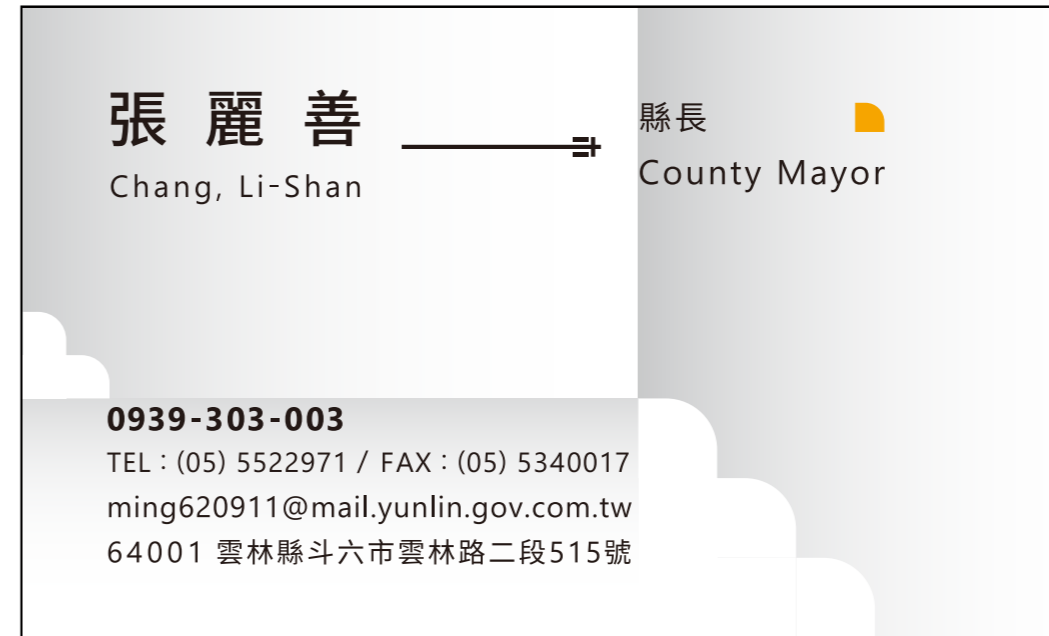 張麗善
Chang, Li-Shan
縣長
County Mayor
0939-303-003
TEL：(05) 5522971 / FAX：(05) 5340017
ming620911@mail.yunlin.gov.com.tw
64001 雲林縣斗六市雲林路二段515號